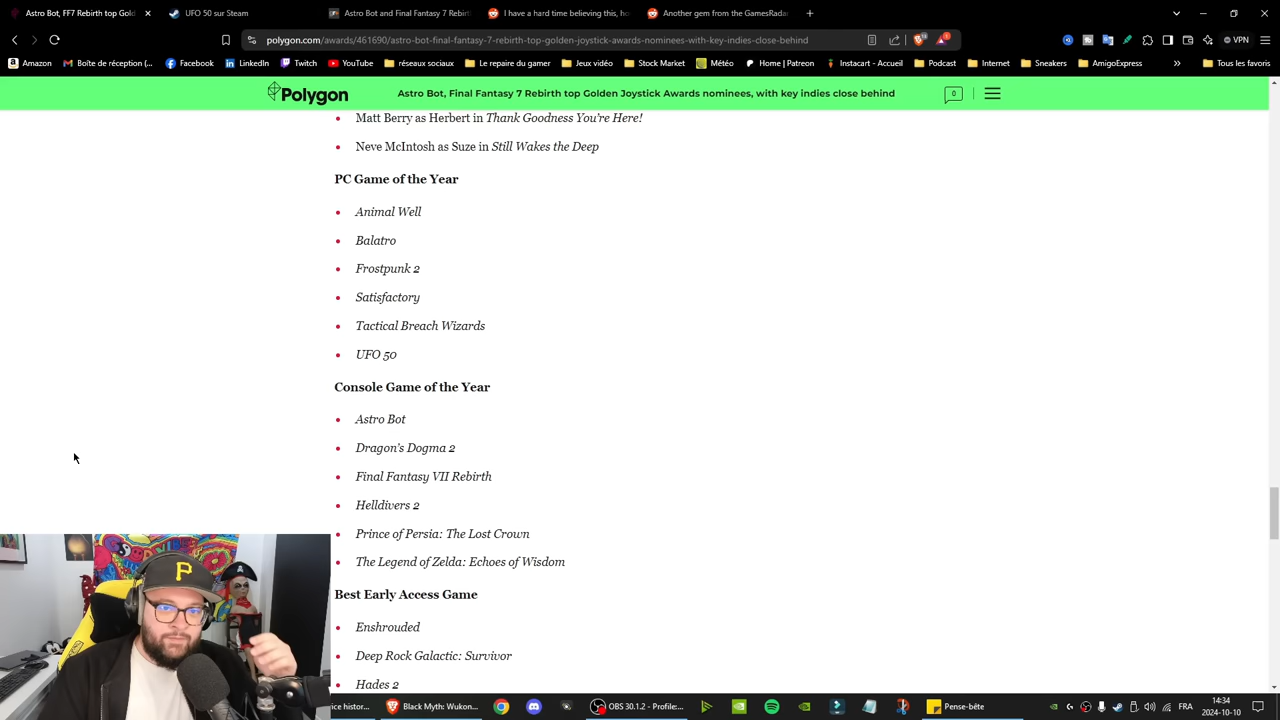 Astro Bot, FF7 Rebirth top Gold
UFO 50 sur Steam
Astro Bot and Final Fantasy 7 Rebirt
I have a hard time believing this, ho
Another gem from the GamesRadar
polygon.com/awards/461690/astro-bot-final-fantasy-7-rebirth-top-golden-joystick-awards-nominees-with-key-indies-close-behind
VPN
Amazon
Boîte de réception (...
Facebook
LinkedIn
Twitch
YouTube
réseaux sociaux
Le repaire du gamer
Jeux vidéo
Stock Market
Météo
Home | Patreon
Instacart - Accueil
Podcast
Internet
Sneakers
AmigoExpress
Tous les favoris
Polygon
Astro Bot, Final Fantasy 7 Rebirth top Golden Joystick Awards nominees, with key indies close behind
0
Matt Berry as Herbert in Thank Goodness You're Here!
Neve McIntosh as Suze in Still Wakes the Deep
PC Game of the Year
Animal Well
Balatro
Frostpunk 2
Satisfactory
Tactical Breach Wizards
UFO 50
Console Game of the Year
Astro Bot
Dragon's Dogma 2
Final Fantasy VII Rebirth
Helldivers 2
Prince of Persia: The Lost Crown
The Legend of Zelda: Echoes of Wisdom
Best Early Access Game
Enshrouded
Deep Rock Galactic: Survivor
Hades 2
P
A
ice histor...
Black Myth: Wukon...
OBS 30.1.2 - Profile:...
Pense-bête
FRA
14:34
2024-10-10